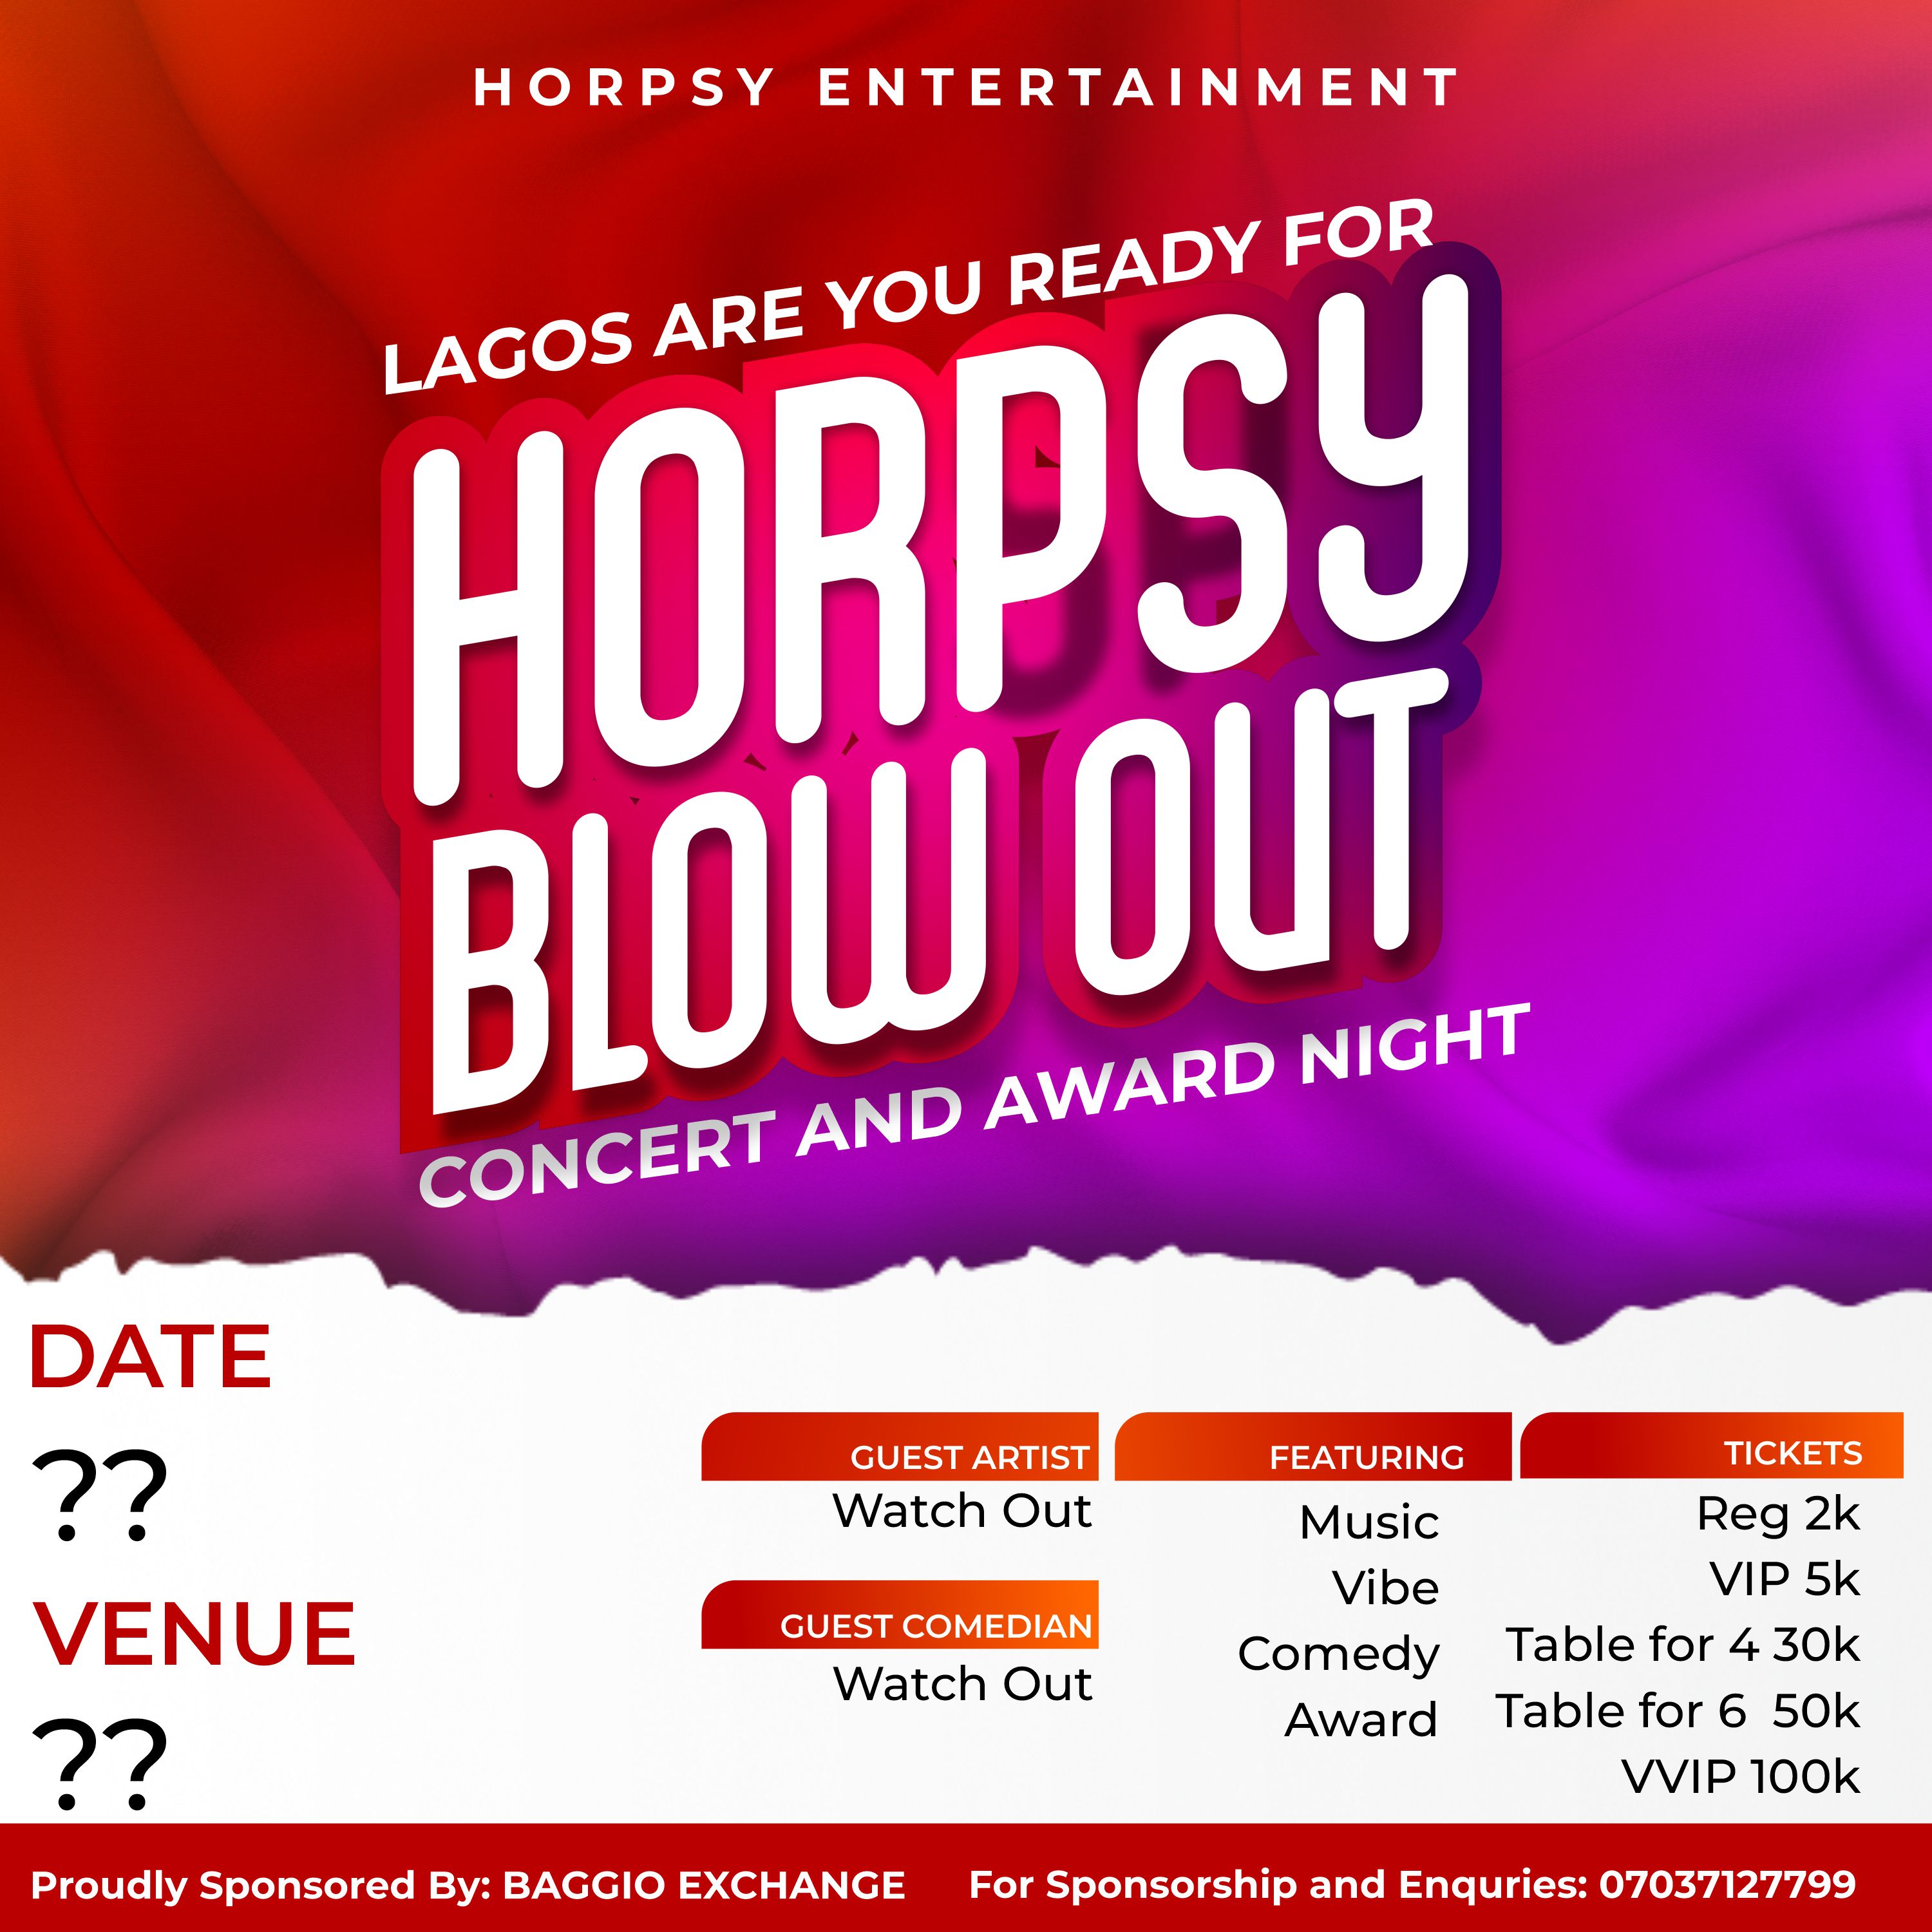 HORPSY ENTERTAINMENT
LAGOS ARE YOU READY FOR
HORPSY
BLOW OUT
CONCERT AND AWARD NIGHT
DATE
??
VENUE
??
GUEST ARTIST
Watch Out
GUEST COMEDIAN
Watch Out
FEATURING
Music
Vibe
Comedy
Award
TICKETS
Reg 2k
VIP 5k
Table for 4 30k
Table for 6  50k
VVIP 100k
Proudly Sponsored By: BAGGIO EXCHANGE
For Sponsorship and Enquries: 07037127799